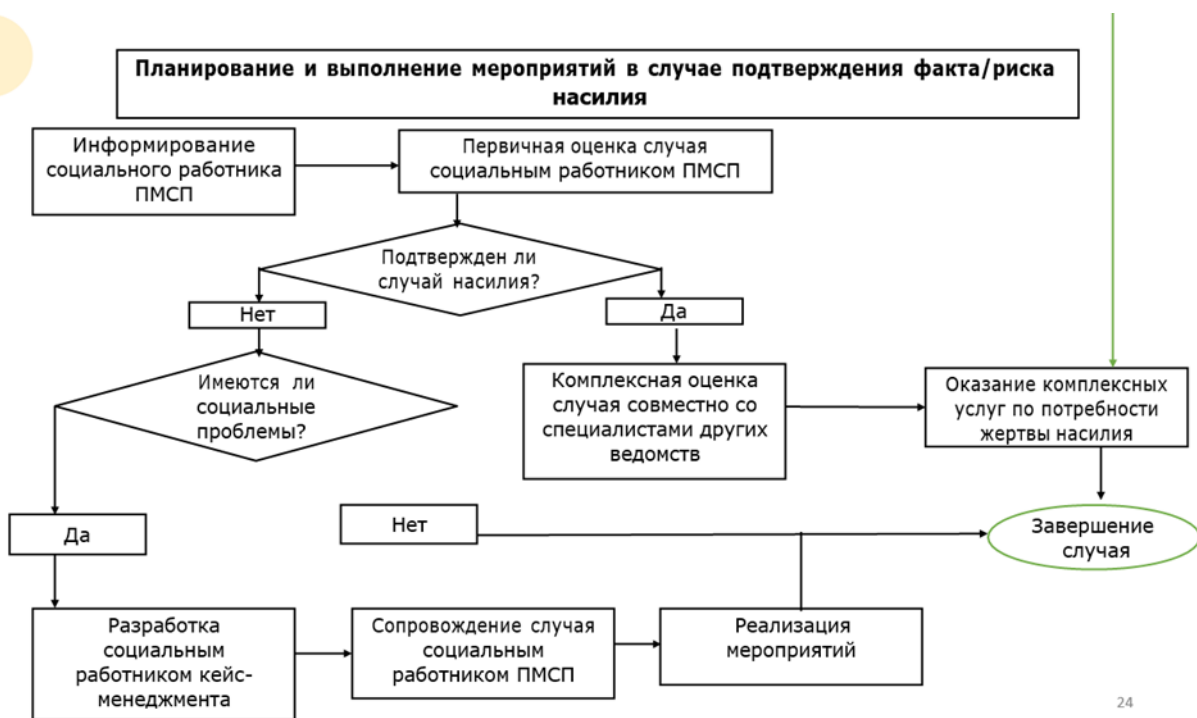 Планирование и выполнение мероприятий в случае подтверждения факта/риска
насилия
Информирование
социального работника
ПМСП
Первичная оценка случая
социальным работником ПМСП
Подтвержден ли
случай насилия?
Нет
Да
Имеются ли
социальные
проблемы?
Комплексная оценка
случая совместно со
специалистами других
ведомств
Оказание комплексных
услуг по потребности
жертвы насилия
Да
Нет
Завершение
случая
Разработка
социальным
работником кейс-
менеджмента
Сопровождение случая
социальным
работником ПМСП
Реализация
мероприятий
24